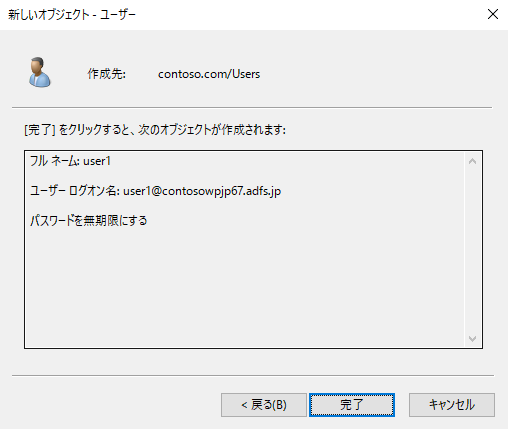 新しいオブジェクト - ユーザー
作成先: contoso.com/Users
[完了] をクリックすると、次のオブジェクトが作成されます:
フル ネーム: user1
ユーザー ログオン名: user1@contosowpjp67.adfs.jp
パスワードを無期限にする
< 戻る(B) 完了 キャンセル